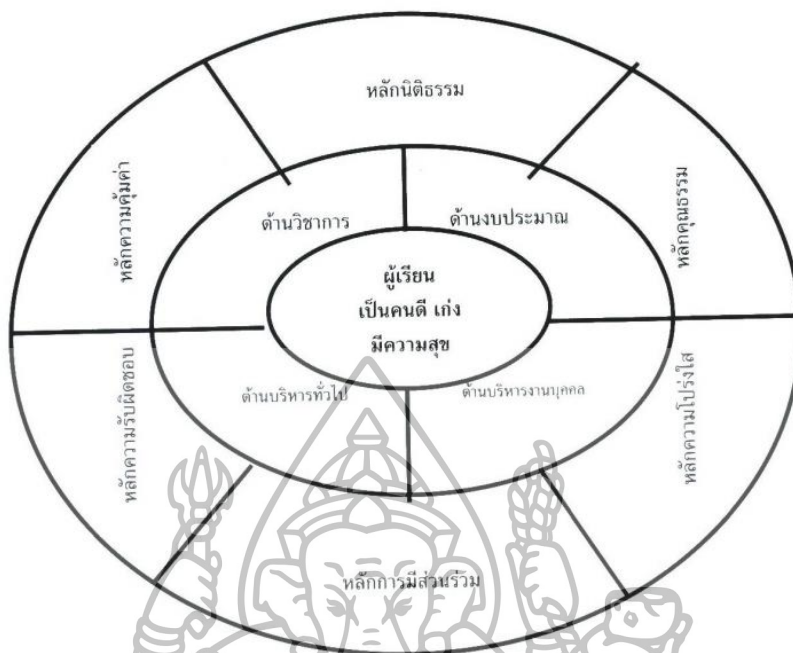 หลักนิติธรรม
หลักความคุ้มค่า
หลักคุณธรรม
ด้านวิชาการ
ด้านงบประมาณ
ผู้เรียน
เป็นคนดี เก่ง
มีความสุข
ด้านบริหารทั่วไป
ด้านบริหารงานบุคคล
หลักความรับผิดชอบ
หลักความโปร่งใส
หลักการมีส่วนร่วม